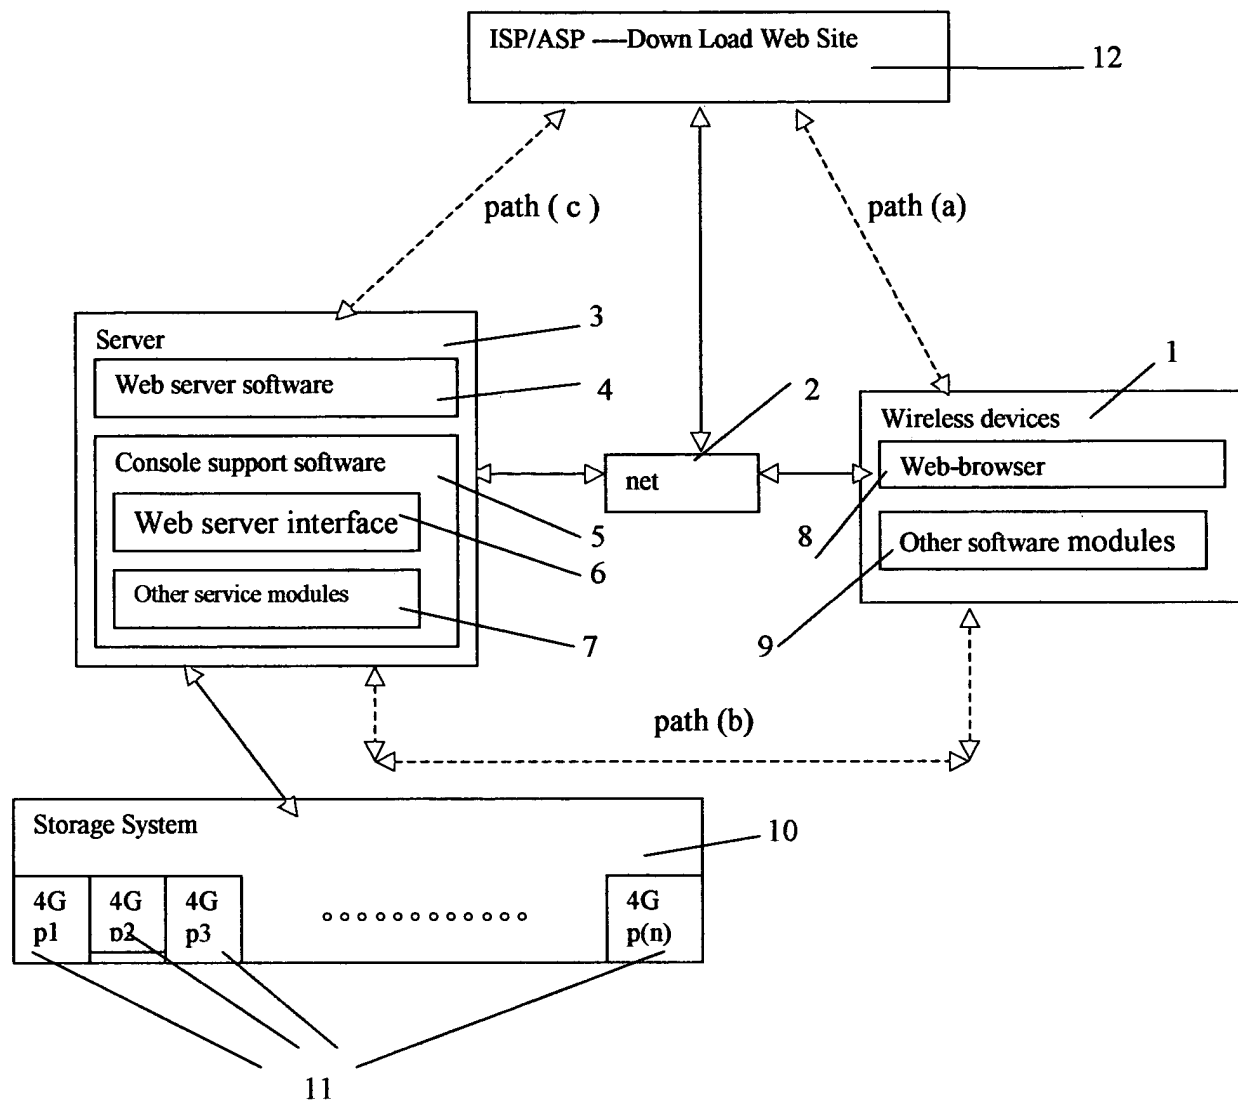 ISP/ASP ----Down Load Web Site
12
path ( c )
path (a)
3
Server
Web server software
4
2
1
Wireless devices
Web-browser
Console support software
net
Web server interface
5
8
Other software modules
6
Other service modules
7
9
path (b)
Storage System
10
4G
p1
4G
p2
4G
p3
4G
p(n)
11